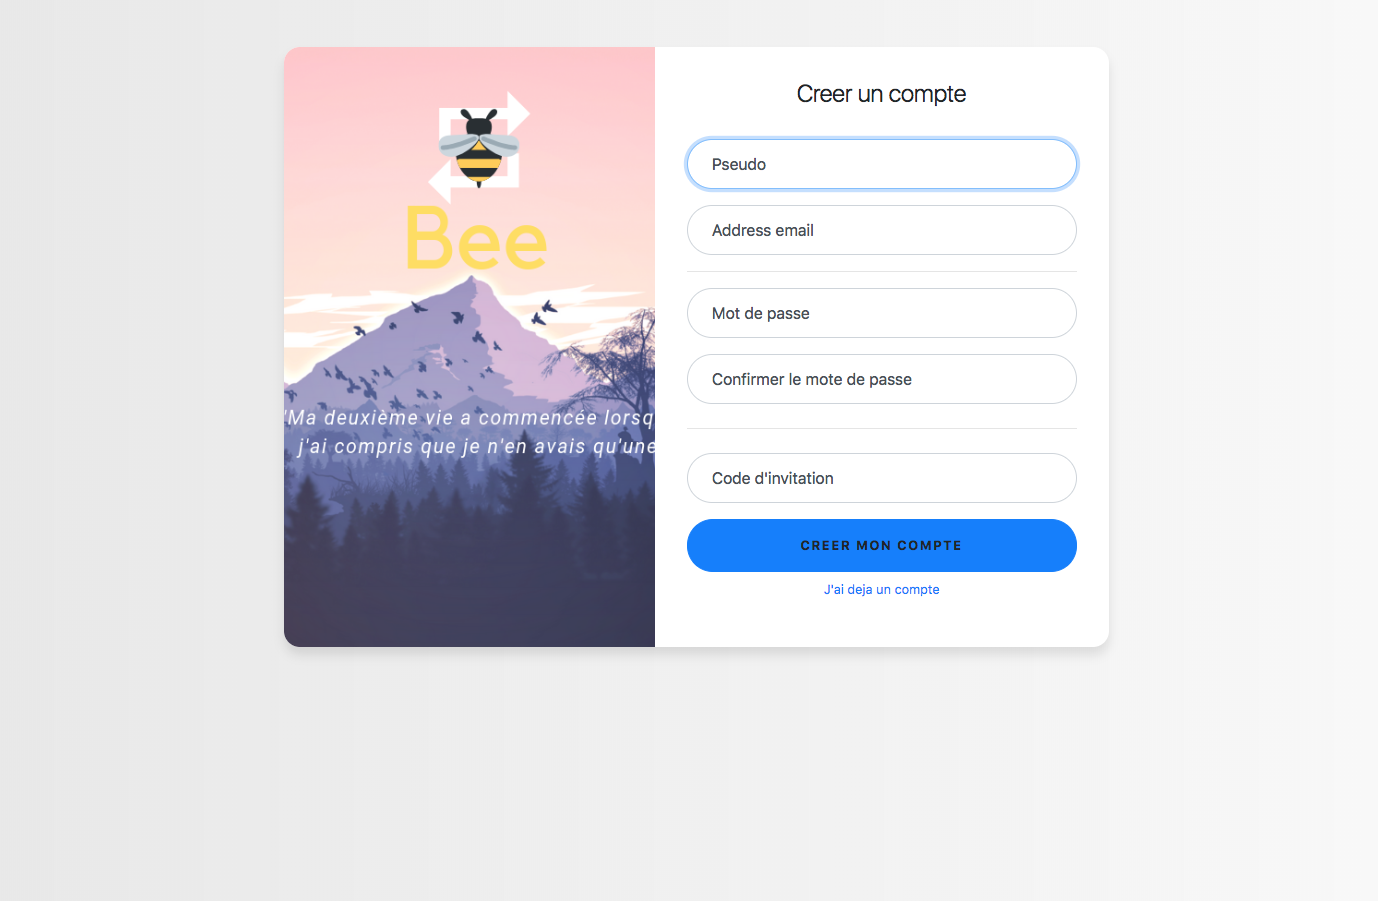 Bee
"Ma deuxième vie a commencée lorsq
j'ai compris que je n'en avais qu'une
Creer un compte
Pseudo
Address email
Mot de passe
Confirmer le mote de passe
Code d'invitation
CREER MON COMPTE
J'ai deja un compte